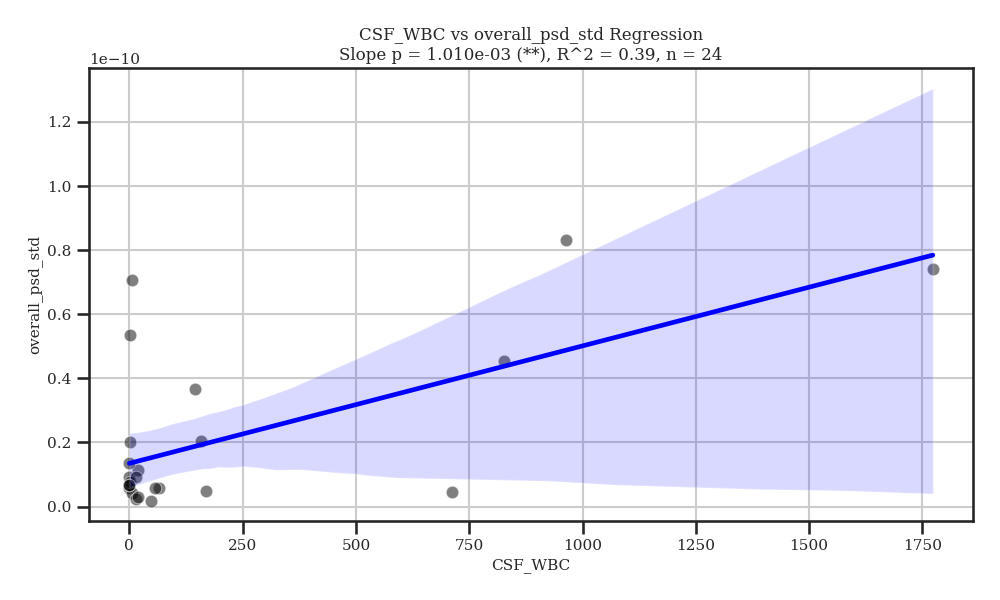 CSF_WBC vs overall_psd_std Regression
Slope p = 1.010e-03 (**), R^2 = 0.39, n = 24
1e−10
1.2
1.0
0.8
0.6
0.4
0.2
0.0
overall_psd_std
0 250 500 750 1000 1250 1500 1750
CSF_WBC